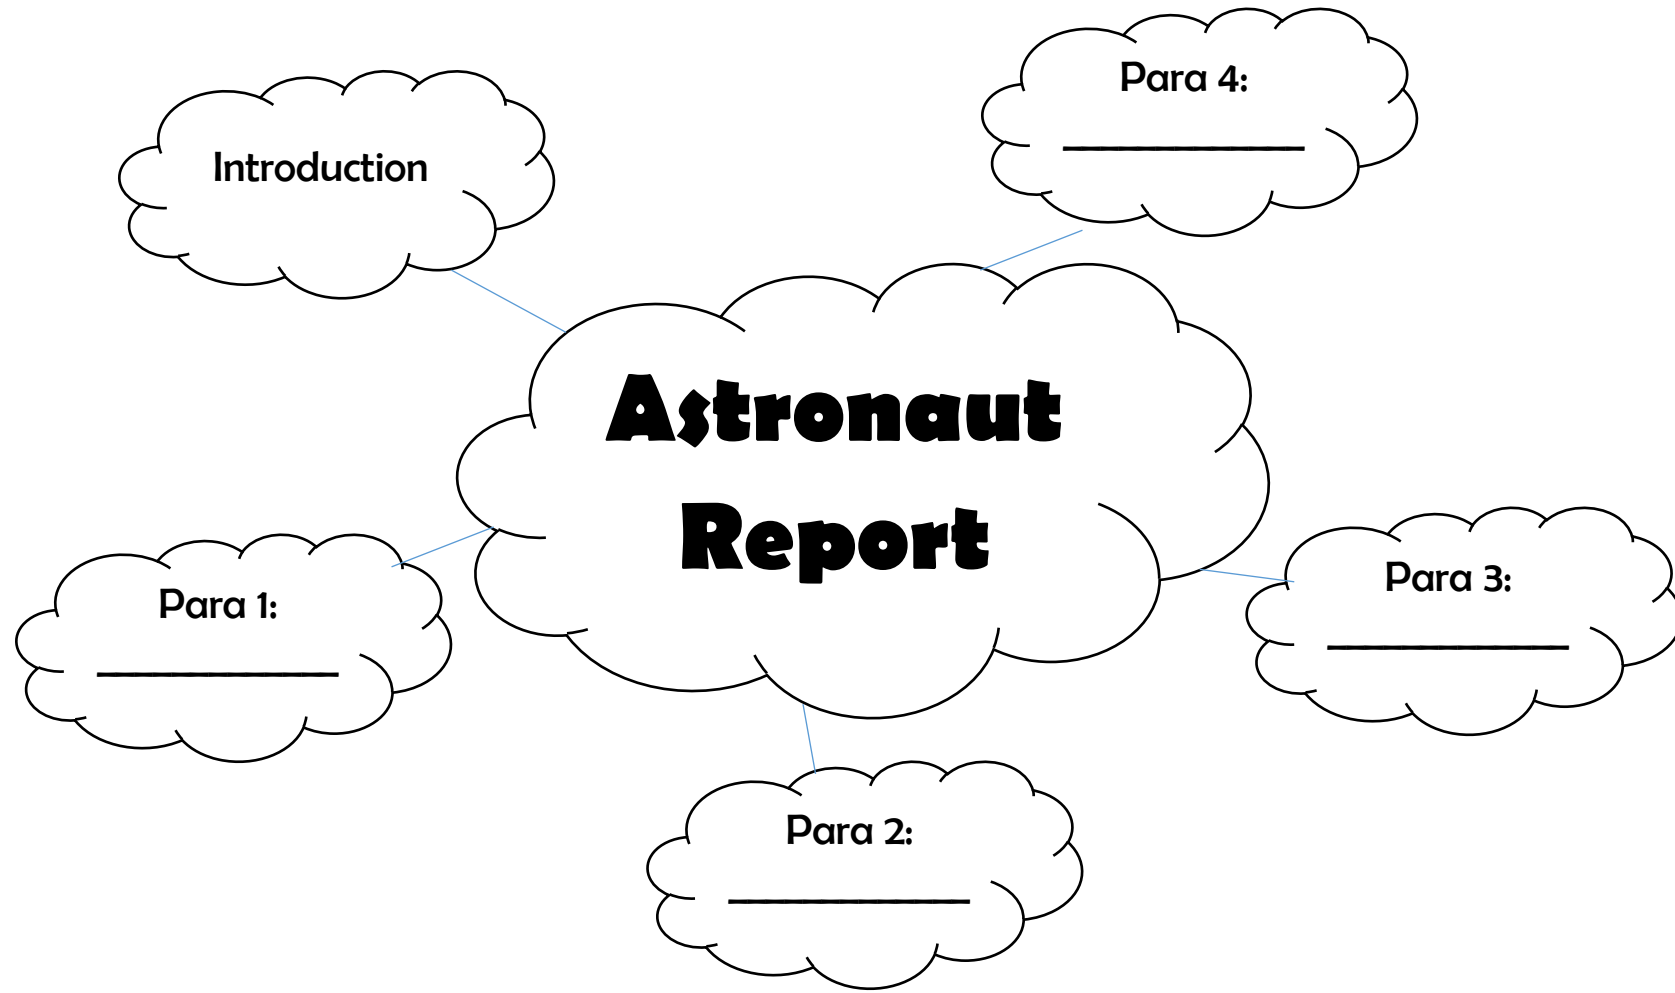 Introduction
Para 4:
Astronaut
Report
Para 1:
Para 3:
Para 2: